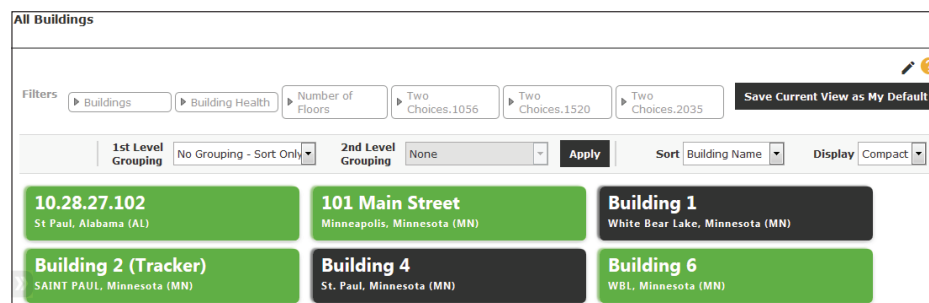 All Buildings
Filters
Buildings
Building Health
Number of
Floors
Two
Choices.1056
Two
Choices.1520
Two
Choices.2035
Save Current View as My Default
1st Level
Grouping
No Grouping - Sort Only
2nd Level
Grouping
None
Apply
Sort
Building Name
Display
Compact
10.28.27.102
St Paul, Alabama (AL)
101 Main Street
Minneapolis, Minnesota (MN)
Building 1
White Bear Lake, Minnesota (MN)
Building 2 (Tracker)
SAINT PAUL, Minnesota (MN)
Building 4
St. Paul, Minnesota (MN)
Building 6
WBL, Minnesota (MN)